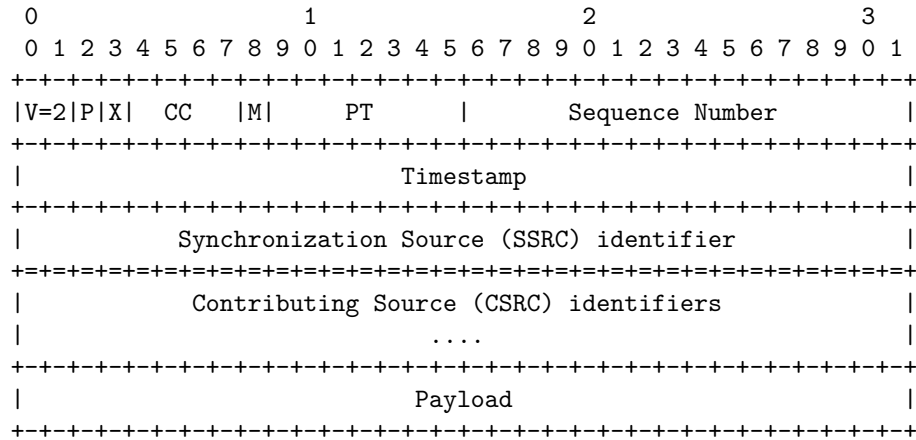 0                   1                   2                   3
 0 1 2 3 4 5 6 7 8 9 0 1 2 3 4 5 6 7 8 9 0 1 2 3 4 5 6 7 8 9 0 1
+-+-+-+-+-+-+-+-+-+-+-+-+-+-+-+-+-+-+-+-+-+-+-+-+-+-+-+-+-+-+-+-+
|V=2|P|X|  CC   |M|     PT      |       Sequence Number         |
+-+-+-+-+-+-+-+-+-+-+-+-+-+-+-+-+-+-+-+-+-+-+-+-+-+-+-+-+-+-+-+-+
|                           Timestamp                           |
+-+-+-+-+-+-+-+-+-+-+-+-+-+-+-+-+-+-+-+-+-+-+-+-+-+-+-+-+-+-+-+-+
|           Synchronization Source (SSRC) identifier            |
+=+=+=+=+=+=+=+=+=+=+=+=+=+=+=+=+=+=+=+=+=+=+=+=+=+=+=+=+=+=+=+=+
|            Contributing Source (CSRC) identifiers             |
|                             ....                              |
+-+-+-+-+-+-+-+-+-+-+-+-+-+-+-+-+-+-+-+-+-+-+-+-+-+-+-+-+-+-+-+-+
|                            Payload                            |
+-+-+-+-+-+-+-+-+-+-+-+-+-+-+-+-+-+-+-+-+-+-+-+-+-+-+-+-+-+-+-+-+